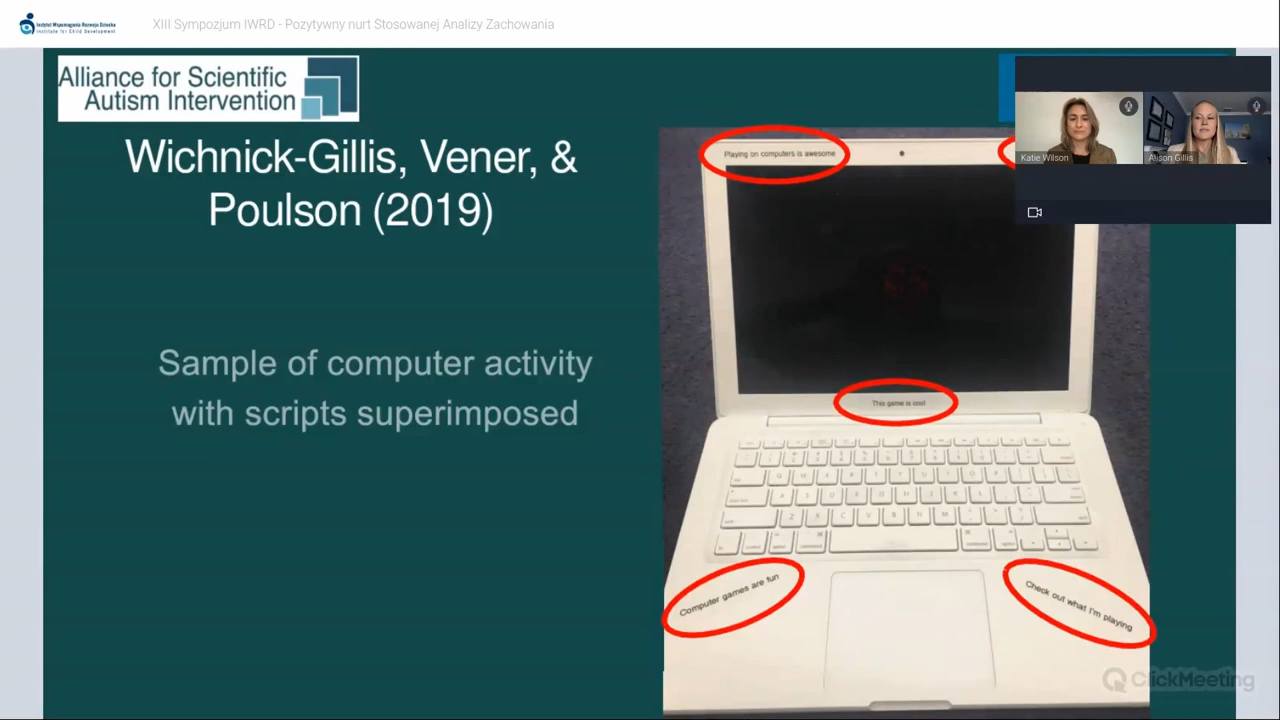 Instytut Wspomagania Rozwoju Dziecka
Institute for Child Development
XIII Sympozjum IWRD - Pozytywny nurt Stosowanej Analizy Zachowania
Alliance for Scientific
Autism Intervention
Wichnick-Gillis, Vener, &
Poulson (2019)
Sample of computer activity
with scripts superimposed
Playing on computers is awesome
This game is cool
Computer games are fun
Check out what I'm playing
Katie Wilson
Alison Gillis
ClickMeeting